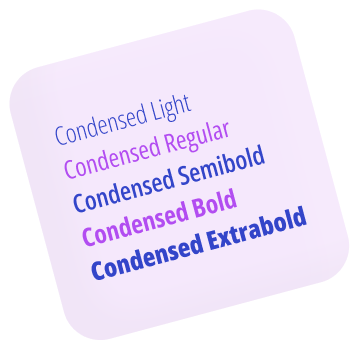 Condensed Light
Condensed Regular
Condensed Semibold
Condensed Bold
Condensed Extrabold